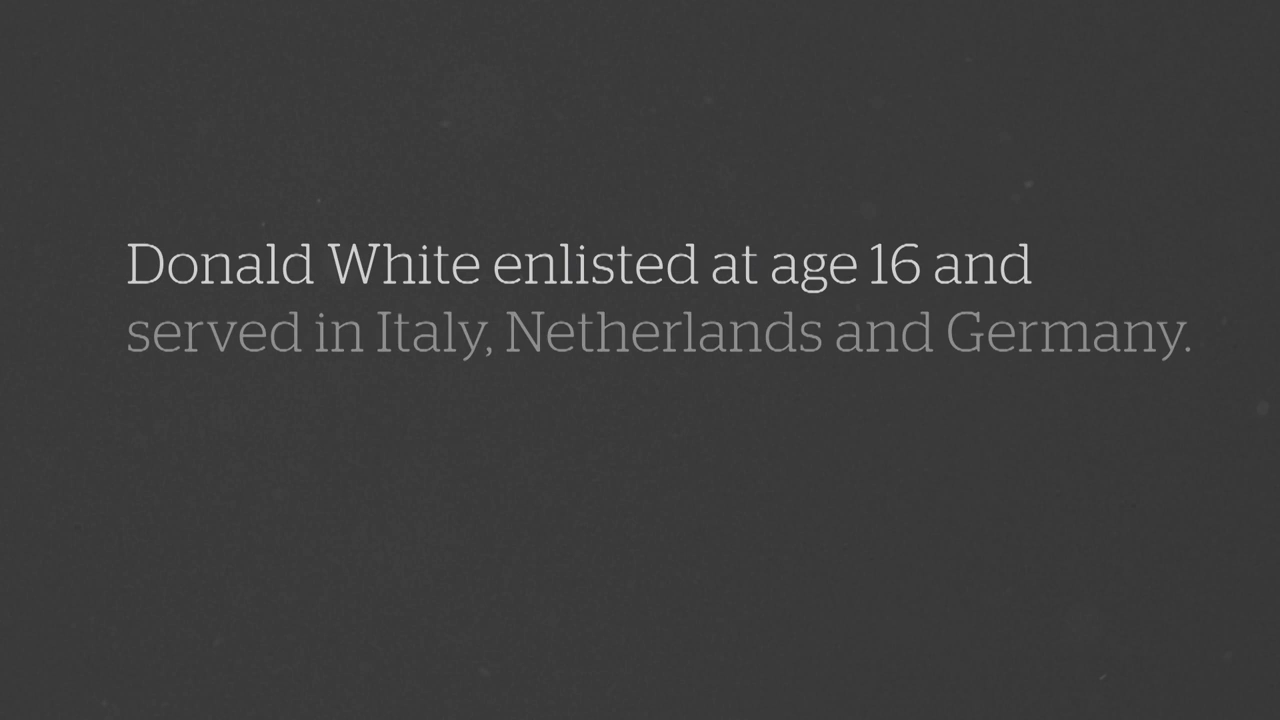 Donald White enlisted at age 16 and
served in Italy, Netherlands and Germany.